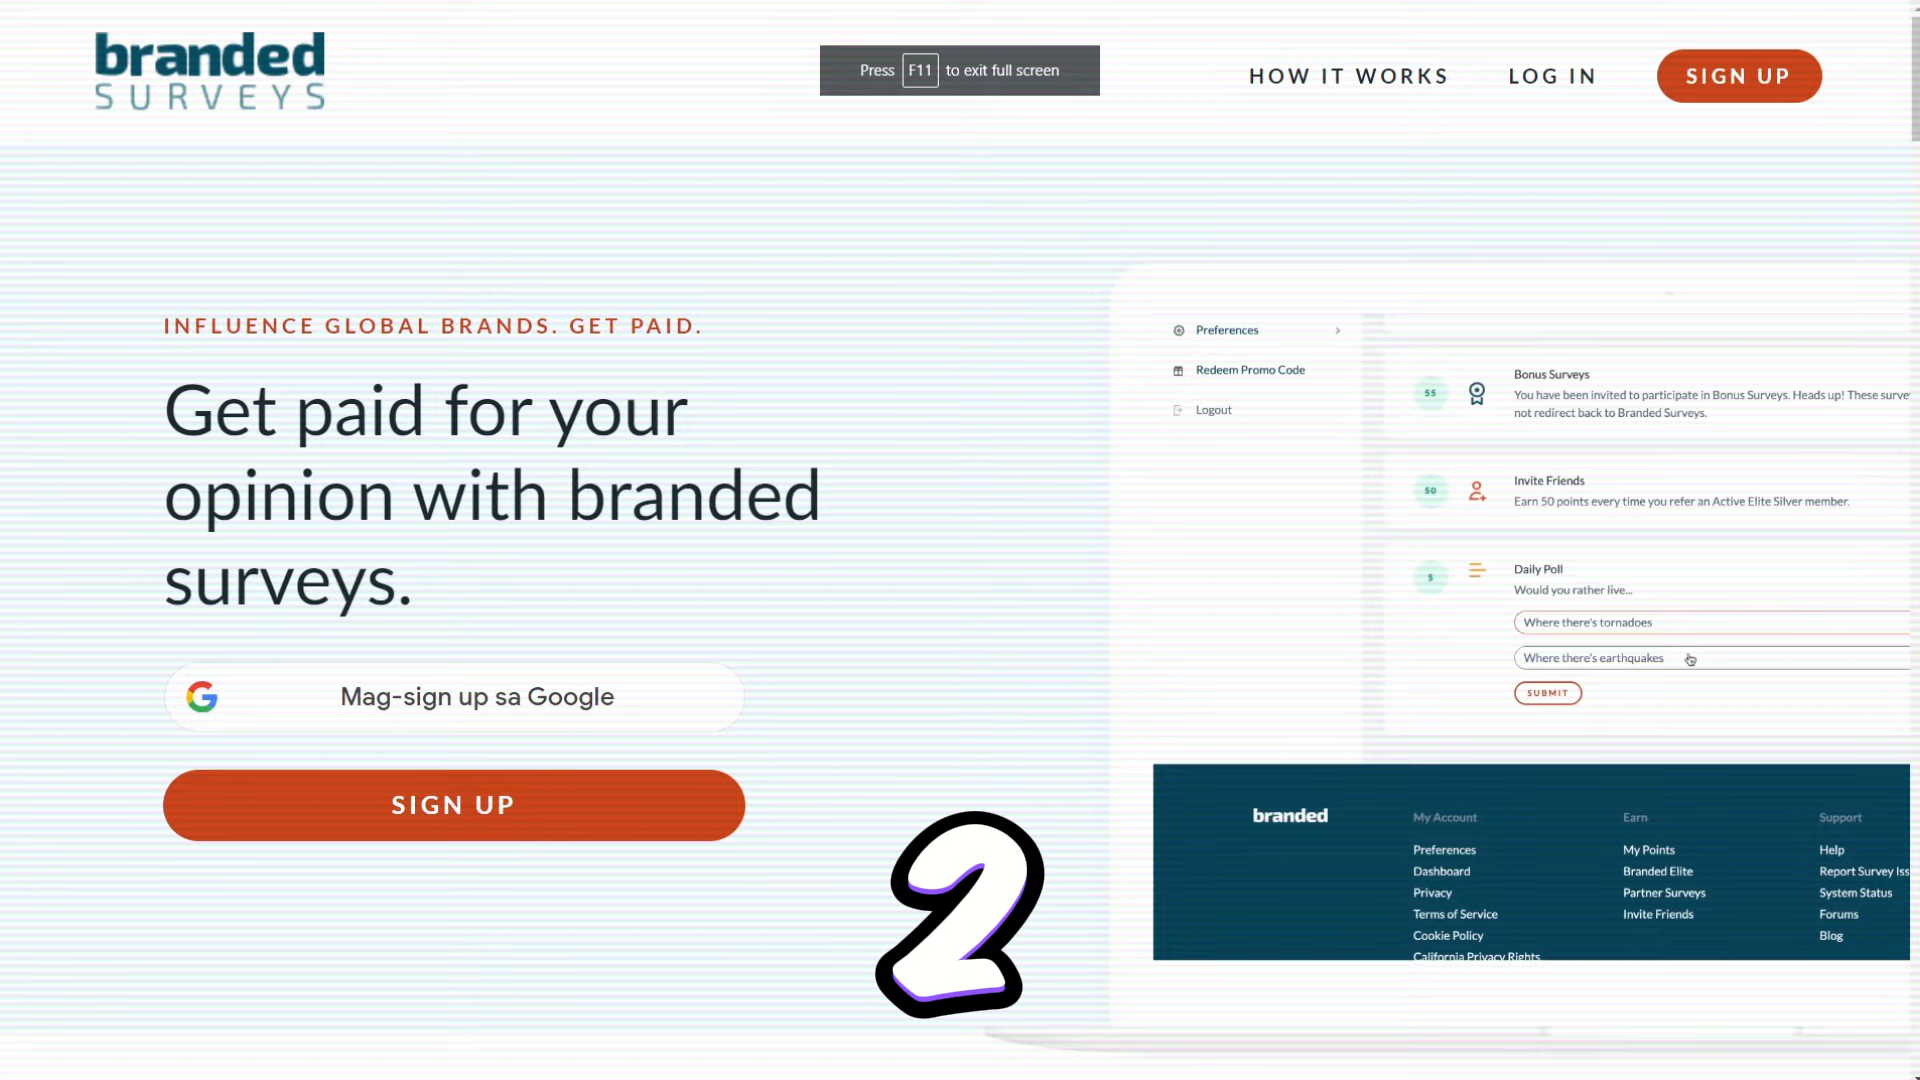 branded
SURVEYS
Press F11 to exit full screen
HOW IT WORKS
LOG IN
SIGN UP
INFLUENCE GLOBAL BRANDS. GET PAID.
Get paid for your
opinion with branded
surveys.
Mag-sign up sa Google
SIGN UP
Preferences
Redeem Promo Code
Logout
55
Bonus Surveys
You have been invited to participate in Bonus Surveys. Heads up! These surve
not redirect back to Branded Surveys.
50
Invite Friends
Earn 50 points every time you refer an Active Elite Silver member.
5
Daily Poll
Would you rather live...
Where there's tornadoes
Where there's earthquakes
SUBMIT
2
branded
My Account
Preferences
Dashboard
Privacy
Terms of Service
Cookie Policy
California Privacy Rights
Earn
My Points
Branded Elite
Partner Surveys
Invite Friends
Support
Help
Report Survey Iss
System Status
Forums
Blog